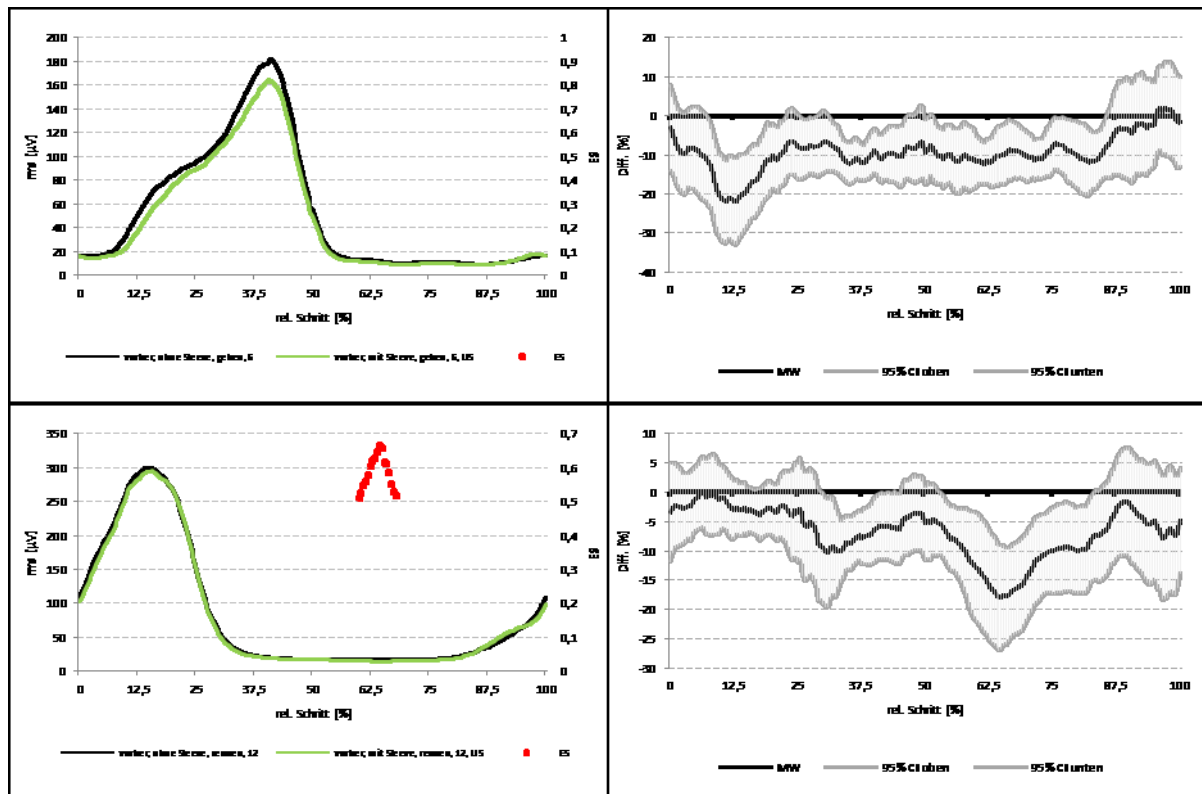 200 1 20
180 0,9
160 0,8 10
140 0,7
120 0,6 0
100 0,5 -10
80 0,4
60 0,3 -20
40 0,2
20 0,1 -30
0 0 -40
rms [µV]
ES
Diff. [%]
0 12,5 25 37,5 50 62,5 75 87,5 100
0 12,5 25 37,5 50 62,5 75 87,5 100
rel. Schritt [%]
rel. Schritt [%]
vorher, ohne Sleeve, gehen, 6 vorher, mit Sleeve, gehen, 6, US ES
MW 95% CI oben 95% CI unten
350 0,7 10
300 0,6 5
250 0,5 0
200 0,4 -5
150 0,3 -10
100 0,2 -15
50 0,1 -20
0 0 -25
-30
rms [µV]
ES
Diff. [%]
0 12,5 25 37,5 50 62,5 75 87,5 100
0 12,5 25 37,5 50 62,5 75 87,5 100
rel. Schritt [%]
rel. Schritt [%]
vorher, ohne Sleeve, rennen, 12 vorher, mit Sleeve, rennen, 12, US ES
MW 95% CI oben 95% CI unten